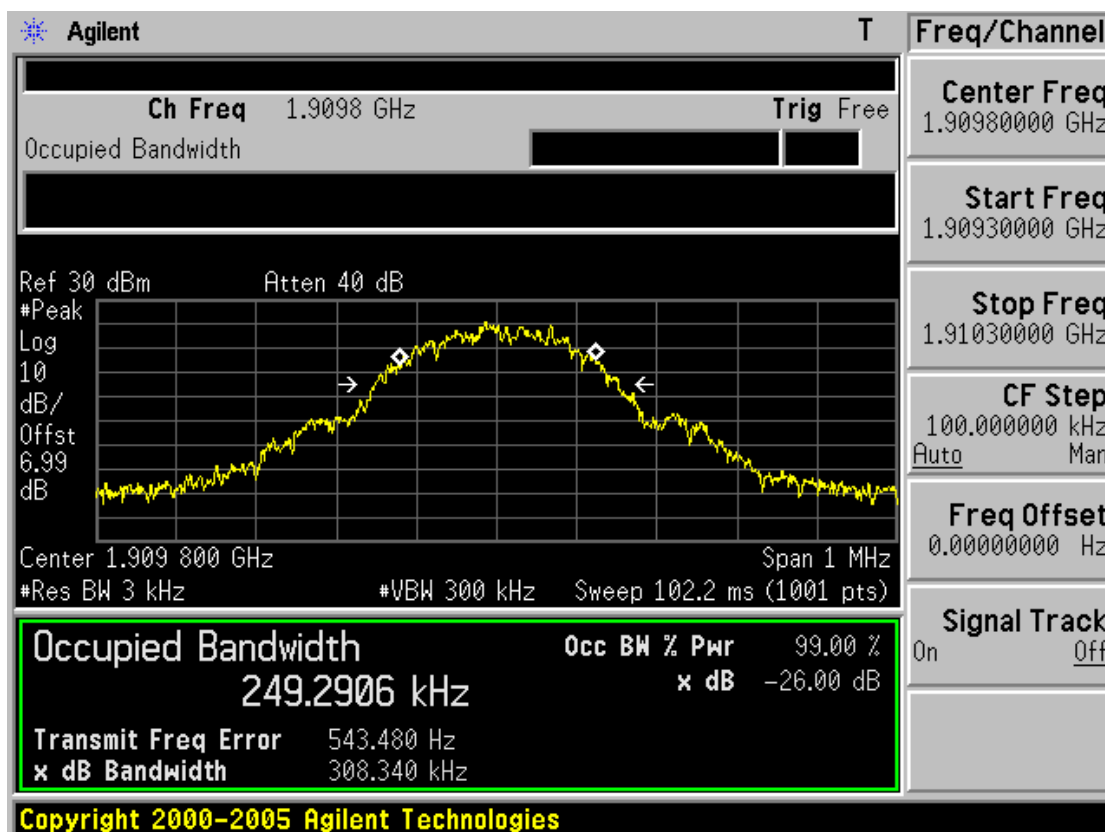 Agilent T
Ch Freq 1.9098 GHz Trig Free
Occupied Bandwidth
Ref 30 dBm Atten 40 dB
#Peak
Log
10
dB/
Offst
6.99
dB
Center 1.909 800 GHz Span 1 MHz
#Res BW 3 kHz #VBW 300 kHz Sweep 102.2 ms (1001 pts)
Occupied Bandwidth Occ BW % Pwr 99.00 %
249.2906 kHz x dB -26.00 dB
Transmit Freq Error 543.480 Hz
x dB Bandwidth 308.340 kHz
Copyright 2000-2005 Agilent Technologies
Freq/Channel
Center Freq
1.90980000 GHz
Start Freq
1.90930000 GHz
Stop Freq
1.91030000 GHz
CF Step
100.000000 kHz
Auto Man
Freq Offset
0.00000000 Hz
Signal Track
On Off